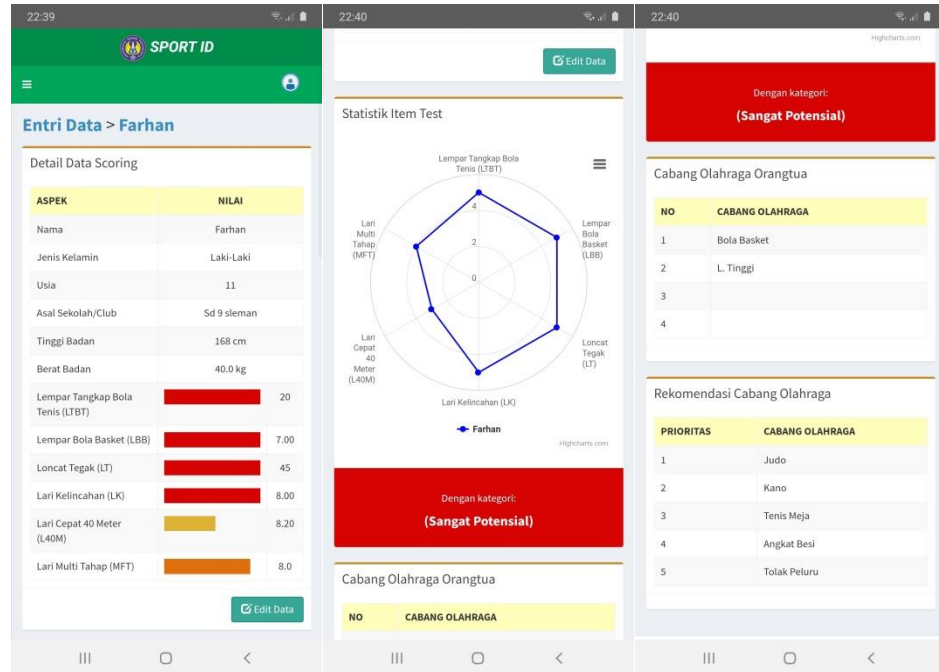 22:39
SPORT ID
Entri Data > Farhan
Detail Data Scoring
ASPEK NILAI
Nama Farhan
Jenis Kelamin Laki-Laki
Usia 11
Asal Sekolah/Club Sd 9 sleman
Tinggi Badan 168 cm
Berat Badan 40.0 kg
Lempar Tangkap Bola
Tenis (LTBT) 20
Lempar Bola Basket (LBB) 7.00
Loncat Tegak (LT) 45
Lari Kelincahan (LK) 8.00
Lari Cepat 40 Meter
(L40M) 8.20
Lari Multi Tahap (MFT) 8.0
Edit Data
22:40
Edit Data
Statistik Item Test
Lempar Tangkap Bola
Tenis (LTBT)
Lempar
Bola
Basket
(LBB)
Loncat
Tegak
(LT)
Lari Kelincahan (LK)
Lari
Cepat
40
Meter
(L40M)
Lari
Multi
Tahap
(MFT)
4
2
0
Farhan
Highcharts.com
Dengan kategori:
(Sangat Potensial)
Cabang Olahraga Orangtua
NO CABANG OLAHRAGA
22:40
Highcharts.com
Dengan kategori:
(Sangat Potensial)
Cabang Olahraga Orangtua
NO CABANG OLAHRAGA
1 Bola Basket
2 L. Tinggi
3
4
Rekomendasi Cabang Olahraga
PRIORITAS CABANG OLAHRAGA
1 Judo
2 Kano
3 Tenis Meja
4 Angkat Besi
5 Tolak Peluru